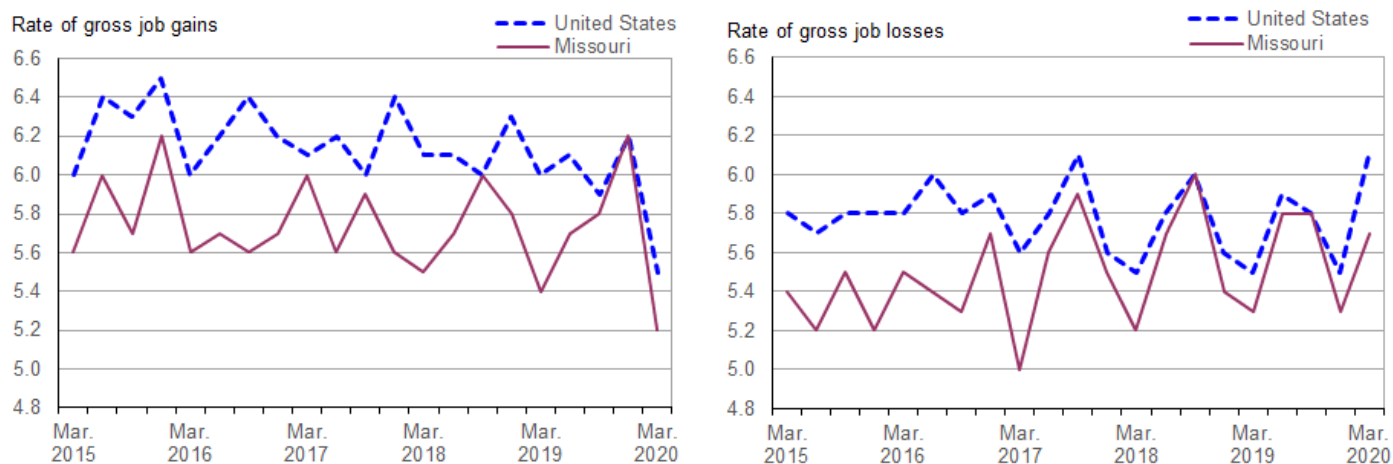 Rate of gross job gains
United States
Missouri
6.6
6.4
6.2
6.0
5.8
5.6
5.4
5.2
5.0
4.8
Mar. Mar. Mar. Mar. Mar. Mar.
2015 2016 2017 2018 2019 2020
Rate of gross job losses
United States
Missouri
6.6
6.4
6.2
6.0
5.8
5.6
5.4
5.2
5.0
4.8
Mar. Mar. Mar. Mar. Mar. Mar.
2015 2016 2017 2018 2019 2020